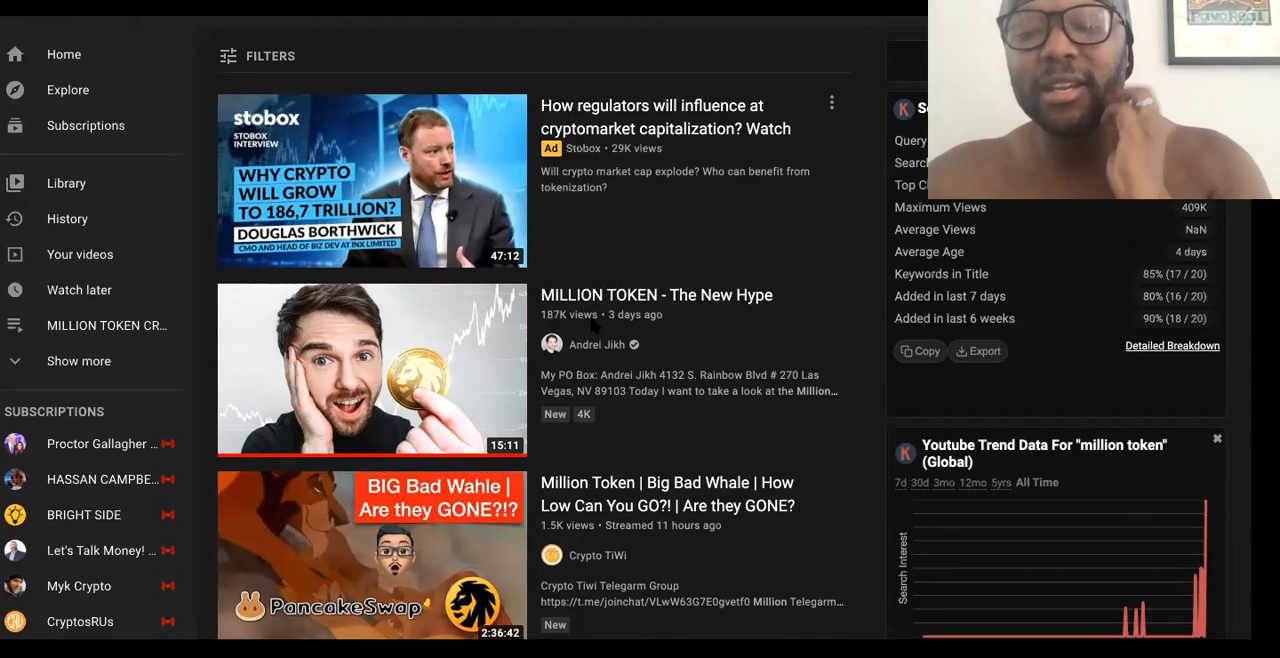 Home
Explore
Subscriptions
Library
History
Your videos
Watch later
MILLION TOKEN CR...
Show more
SUBSCRIPTIONS
Proctor Gallagher ...
HASSAN CAMPBE...
BRIGHT SIDE
Let's Talk Money! ...
Myk Crypto
CryptosRUs
FILTERS
stobox
STOBOX
INTERVIEW
WHY CRYPTO
WILL GROW
TO 186,7 TRILLION?
DOUGLAS BORTHWICK
CMO AND HEAD OF BIZ DEV AT INX LIMITED
47:12
How regulators will influence at
cryptomarket capitalization? Watch
Ad Stobox • 29K views
Will crypto market cap explode? Who can benefit from
tokenization?
15:11
MILLION TOKEN - The New Hype
187K views • 3 days ago
Andrei Jikh
My PO Box: Andrei Jikh 4132 S. Rainbow Blvd # 270 Las
Vegas, NV 89103 Today I want to take a look at the Million...
New 4K
BIG Bad Wahle |
Are they GONE?!?
PancakeSwap
2:36:42
Million Token | Big Bad Whale | How
Low Can You GO?! | Are they GONE?
1.5K views • Streamed 11 hours ago
Crypto TiWi
Crypto Tiwi Telegarm Group
https://t.me/joinchat/VLwW63G7E0gvetf0 Million Telegarm...
New
K
Query
Top
Maximum Views 409K
Average Views NaN
Average Age 4 days
Keywords in Title 85% (17 / 20)
Added in last 7 days 80% (16 / 20)
Added in last 6 weeks 90% (18 / 20)
Copy Export Detailed Breakdown
K
Youtube Trend Data For "million token"
(Global)
7d 30d 3mo 12mo 5yrs All Time
Search Interest